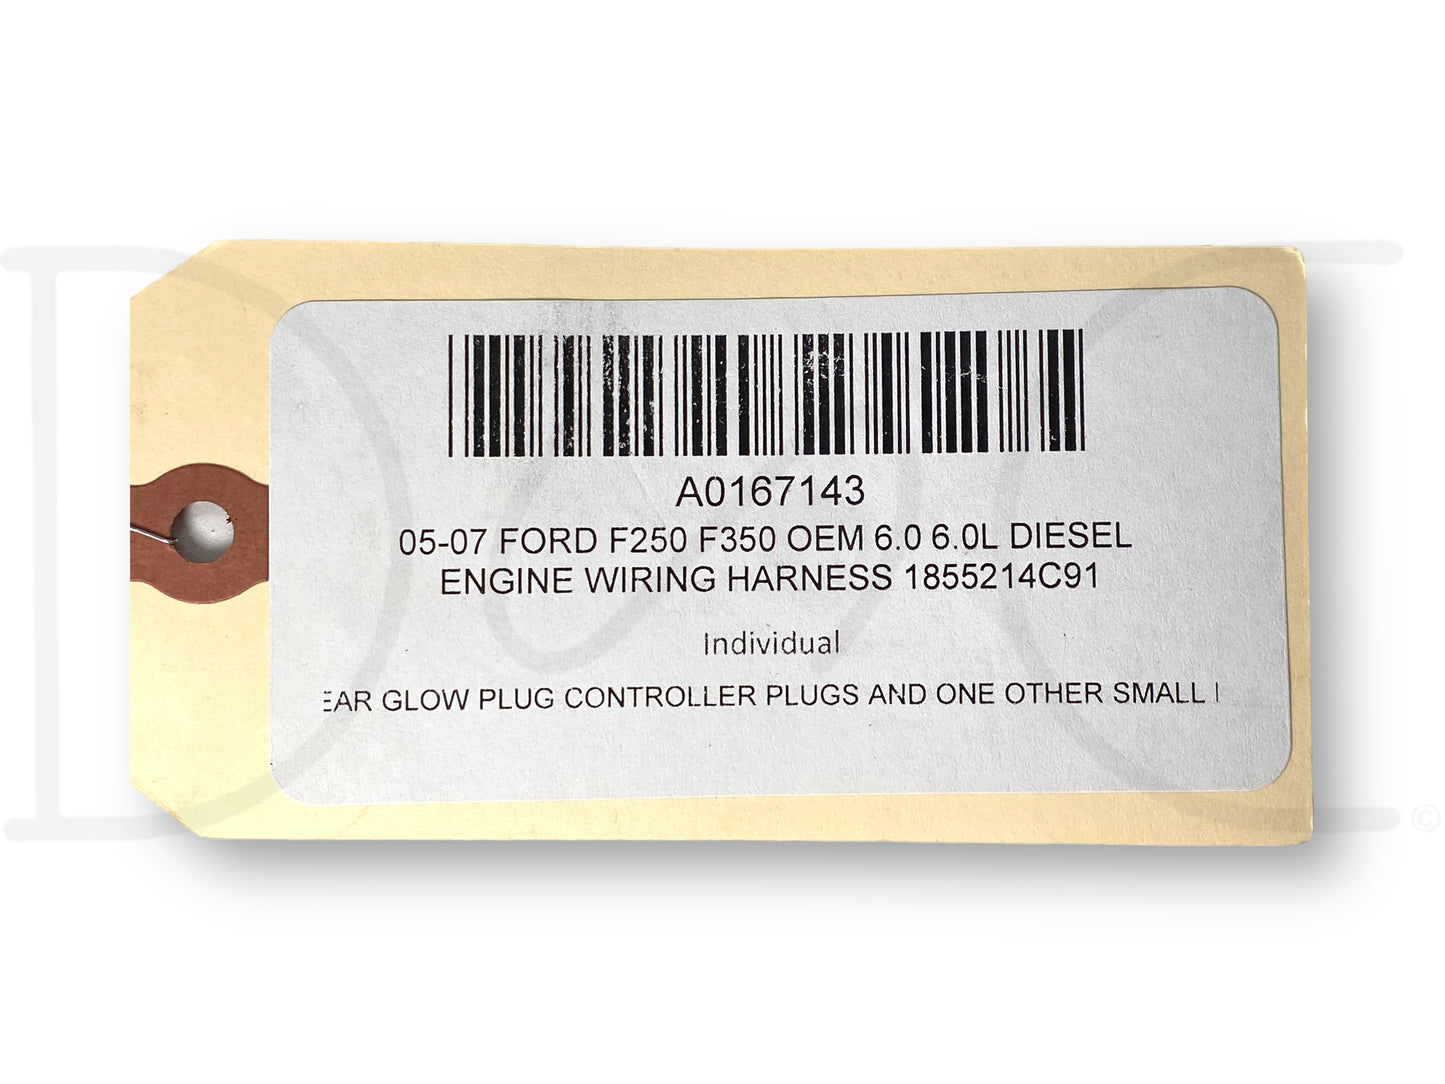 A0167143
05-07 FORD F250 F350 OEM 6.0 6.0L DIESEL
ENGINE WIRING HARNESS 1855214C91
Individual
EAR GLOW PLUG CONTROLLER PLUGS AND ONE OTHER SMALL
©